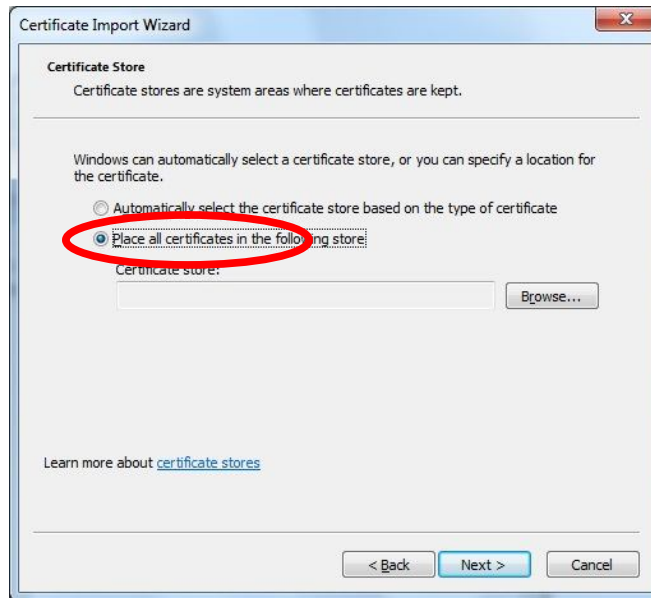 Certificate Import Wizard
Certificate Store
Certificate stores are system areas where certificates are kept.
Windows can automatically select a certificate store, or you can specify a location for
the certificate.
Automatically select the certificate store based on the type of certificate
Place all certificates in the following store
Certificate store:
Browse...
Learn more about certificate stores
< Back
Next >
Cancel